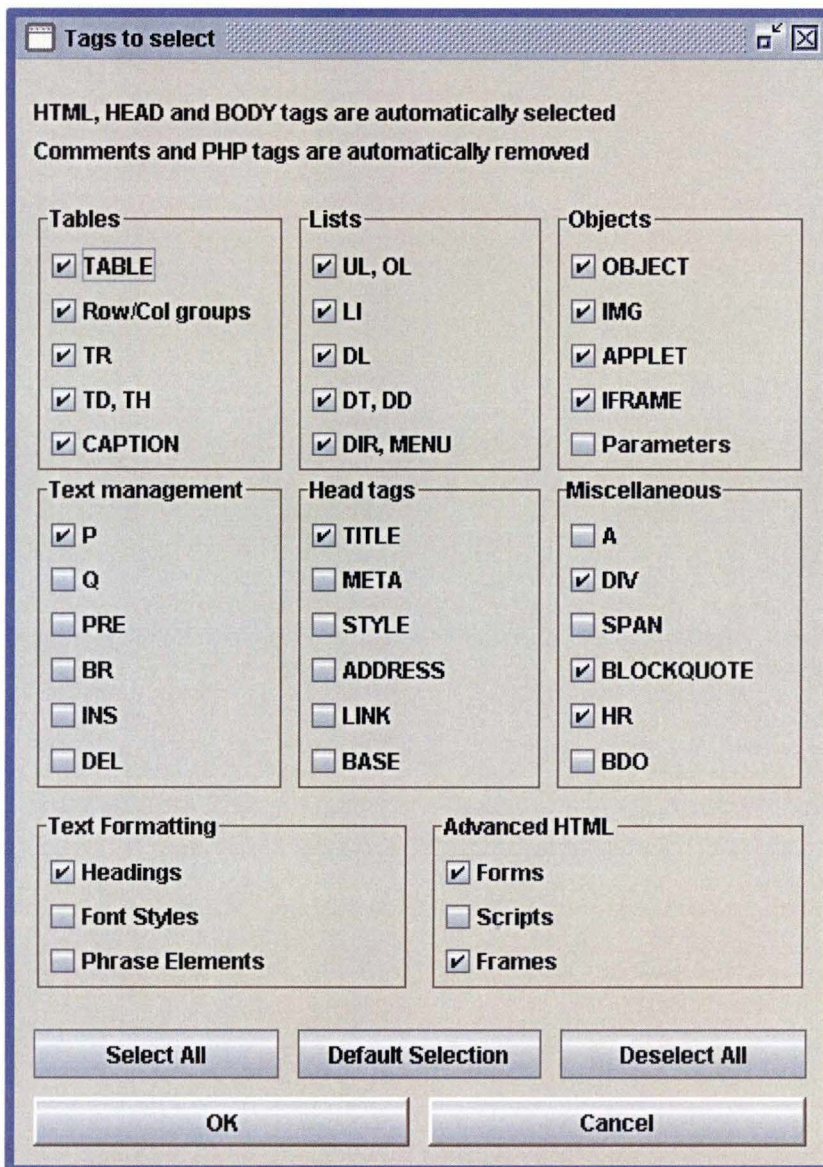 Tags to select
HTML, HEAD and BODY tags are automatically selected
Comments and PHP tags are automatically removed
Tables
TABLE
Row/Col groups
TR
TD, TH
CAPTION
Lists
UL, OL
LI
DL
DT, DD
DIR, MENU
Objects
OBJECT
IMG
APPLET
IFRAME
Parameters
Text management
P
Q
PRE
BR
INS
DEL
Head tags
TITLE
META
STYLE
ADDRESS
LINK
BASE
Miscellaneous
A
DIV
SPAN
BLOCKQUOTE
HR
BDO
Text Formatting
Headings
Font Styles
Phrase Elements
Advanced HTML
Forms
Scripts
Frames
Select All
Default Selection
Deselect All
OK
Cancel